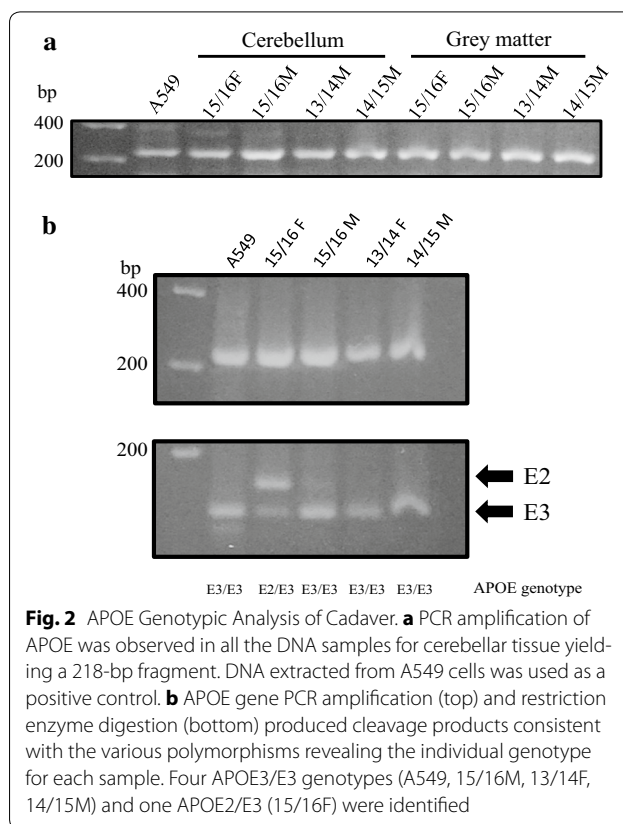 a
Cerebellum Grey matter
bp A549 15/16F 15/16M 13/14M 14/15M 15/16F 15/16M 13/14M 14/15M
400
200
b
bp A549 15/16 F 15/16 M 13/14 F 14/15 M
400
200
200
E2
E3
E3/E3 E2/E3 E3/E3 E3/E3 E3/E3 APOE genotype
Fig. 2 APOE Genotypic Analysis of Cadaver. a PCR amplification of
APOE was observed in all the DNA samples for cerebellar tissue yield-
ing a 218-bp fragment. DNA extracted from A549 cells was used as a
positive control. b APOE gene PCR amplification (top) and restriction
enzyme digestion (bottom) produced cleavage products consistent
with the various polymorphisms revealing the individual genotype
for each sample. Four APOE3/E3 genotypes (A549, 15/16M, 13/14F,
14/15M) and one APOE2/E3 (15/16F) were identified